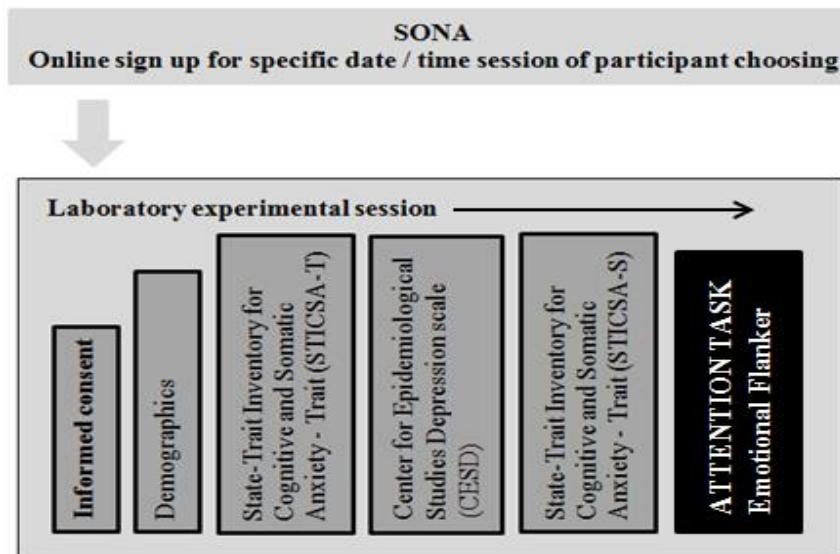 SONA
Online sign up for specific date / time session of participant choosing
Laboratory experimental session
Informed consent
Demographics
State-Trait Inventory for
Cognitive and Somatic
Anxiety - Trait (STICSA-T)
Center for Epidemiological
Studies Depression scale
(CESD)
State-Trait Inventory for
Cognitive and Somatic
Anxiety - Trait (STICSA-S)
ATTENTION TASK
Emotional Flanker